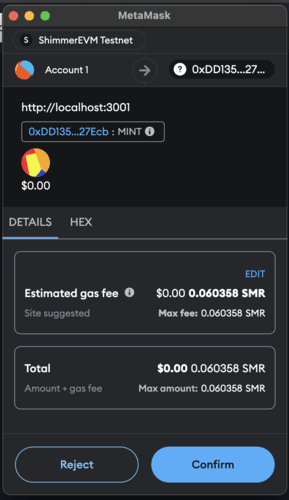 MetaMask
S ShimmerEVM Testnet
Account 1 ? 0xDD135...27...
http://localhost:3001
0xDD135...27Ecb : MINT
$0.00
DETAILS HEX
EDIT
Estimated gas fee $0.00 0.060358 SMR
Site suggested Max fee: 0.060358 SMR
Total $0.00 0.060358 SMR
Amount + gas fee Max amount: 0.060358 SMR
Reject Confirm